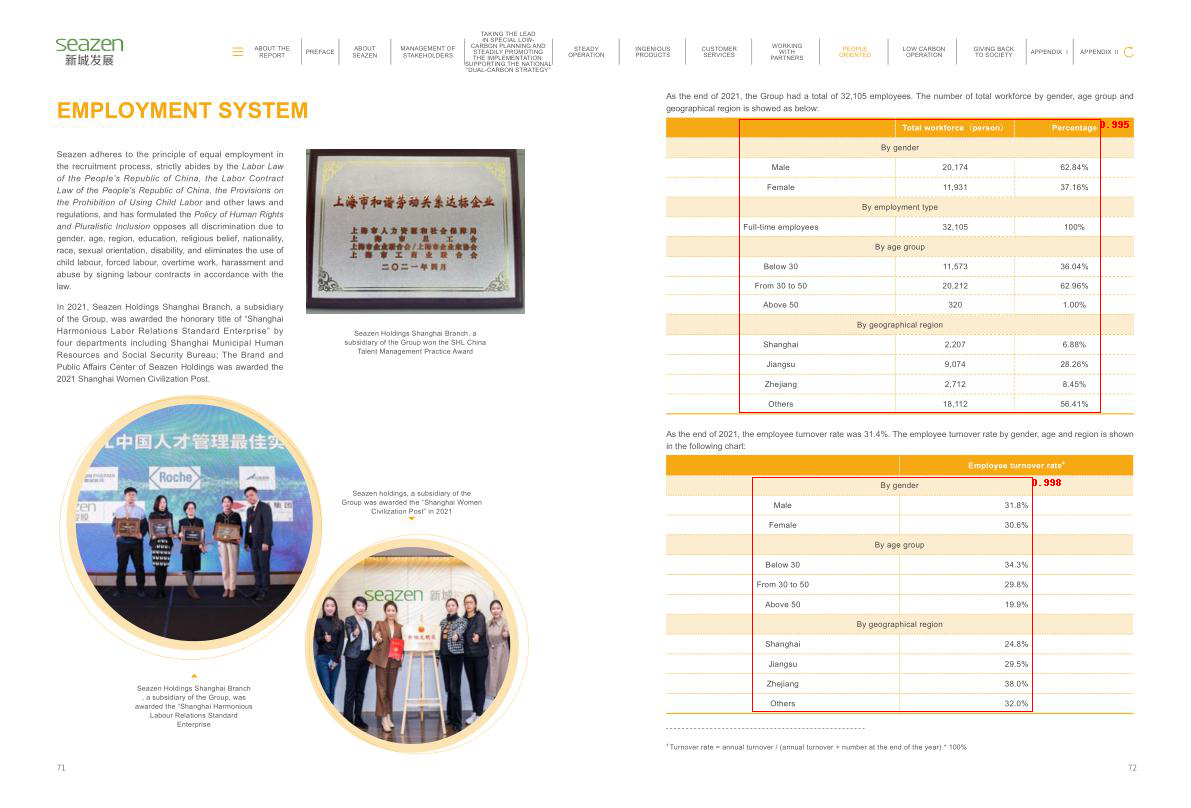 seazen
新城发展
ABOUT THE
REPORT
PREFACE
ABOUT
SEAZEN
MANAGEMENT OF
STAKEHOLDERS
TAKING THE LEAD
IN SPECIAL LOW-
CARBON PLANNING AND
STEADILY PROMOTING
THE IMPLEMENTATION:
SUPPORTING THE NATIONAL
"DUAL-CARBON STRATEGY"
STEADY
OPERATION
INGENIOUS
PRODUCTS
CUSTOMER
SERVICES
WORKING
WITH
PARTNERS
PEOPLE
ORIENTED
LOW CARBON
OPERATION
GIVING BACK
TO SOCIETY
APPENDIX I
APPENDIX II
EMPLOYMENT SYSTEM
Seazen adheres to the principle of equal employment in
the recruitment process, strictly abides by the Labor Law
of the People's Republic of China, the Labor Contract
Law of the People's Republic of China, the Provisions on
the Prohibition of Using Child Labor and other laws and
regulations, and has formulated the Policy of Human Rights
and Pluralistic Inclusion opposes all discrimination due to
gender, age, region, education, religious belief, nationality,
race, sexual orientation, disability, and eliminates the use of
child labour, forced labour, overtime work, harassment and
abuse by signing labour contracts in accordance with the
law.
In 2021, Seazen Holdings Shanghai Branch, a subsidiary
of the Group, was awarded the honorary title of "Shanghai
Harmonious Labor Relations Standard Enterprise" by
four departments including Shanghai Municipal Human
Resources and Social Security Bureau; The Brand and
Public Affairs Center of Seazen Holdings was awarded the
2021 Shanghai Women Civilization Post.
上海市和谐劳动关系达标企业
上海市人力资源和社会保障局
上海市总工会
上海市企业联合会/上海市企业家协会
上海市工商业联合会
二〇二一年四月
Seazen Holdings Shanghai Branch, a
subsidiary of the Group won the SHL China
Talent Management Practice Award
L中国人才管理最佳实
Roche
Seazen holdings, a subsidiary of the
Group was awarded the "Shanghai Women
Civilization Post" in 2021
seazen 新城
Seazen Holdings Shanghai Branch
, a subsidiary of the Group, was
awarded the "Shanghai Harmonious
Labour Relations Standard
Enterprise
71
As the end of 2021, the Group had a total of 32,105 employees. The number of total workforce by gender, age group and
geographical region is showed as below:
Total workforce (person) Percentage 0.995
By gender
Male 20,174 62.84%
Female 11,931 37.16%
By employment type
Full-time employees 32,105 100%
By age group
Below 30 11,573 36.04%
From 30 to 50 20,212 62.96%
Above 50 320 1.00%
By geographical region
Shanghai 2,207 6.88%
Jiangsu 9,074 28.26%
Zhejiang 2,712 8.45%
Others 18,112 56.41%
As the end of 2021, the employee turnover rate was 31.4%. The employee turnover rate by gender, age and region is shown
in the following chart:
Employee turnover rate⁴
By gender 0.998
Male 31.8%
Female 30.6%
By age group
Below 30 34.3%
From 30 to 50 29.8%
Above 50 19.9%
By geographical region
Shanghai 24.8%
Jiangsu 29.5%
Zhejiang 38.0%
Others 32.0%
⁴ Turnover rate = annual turnover / (annual turnover + number at the end of the year) * 100%
72